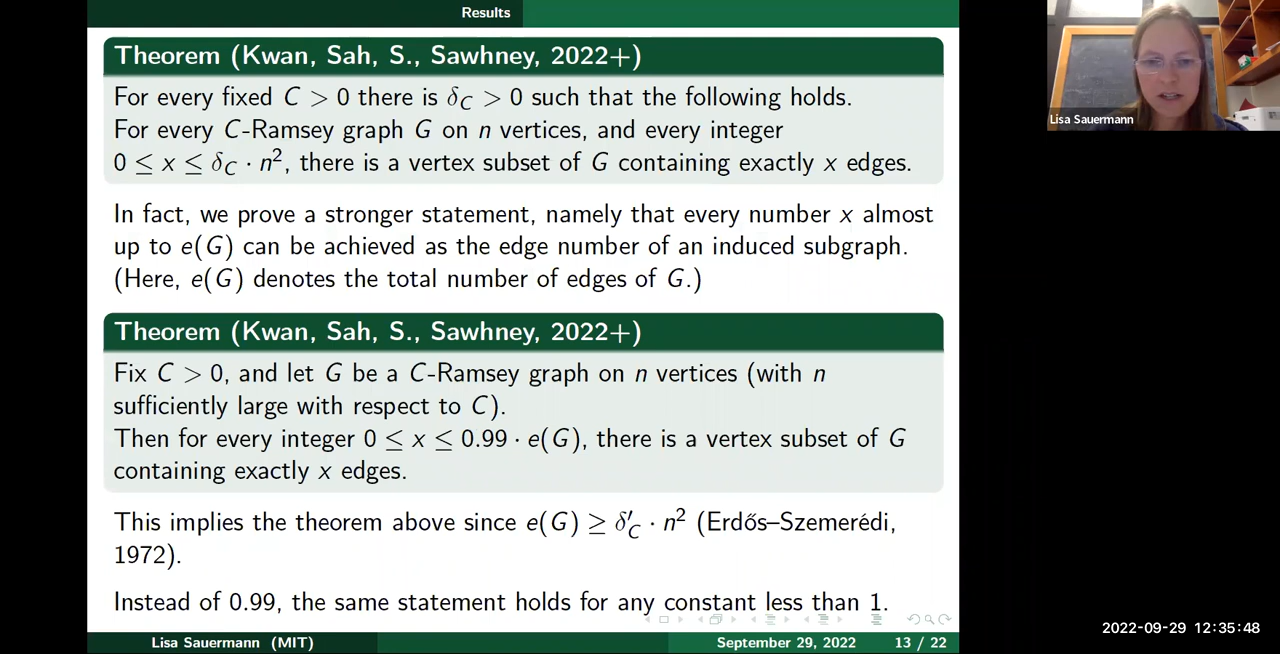 Results
Theorem (Kwan, Sah, S., Sawhney, 2022+)
For every fixed C > 0 there is δ_C > 0 such that the following holds.
For every C-Ramsey graph G on n vertices, and every integer
0 ≤ x ≤ δ_C · n², there is a vertex subset of G containing exactly x edges.
In fact, we prove a stronger statement, namely that every number x almost
up to e(G) can be achieved as the edge number of an induced subgraph.
(Here, e(G) denotes the total number of edges of G.)
Theorem (Kwan, Sah, S., Sawhney, 2022+)
Fix C > 0, and let G be a C-Ramsey graph on n vertices (with n
sufficiently large with respect to C).
Then for every integer 0 ≤ x ≤ 0.99 · e(G), there is a vertex subset of G
containing exactly x edges.
This implies the theorem above since e(G) ≥ δ′_C · n² (Erdős–Szemerédi,
1972).
Instead of 0.99, the same statement holds for any constant less than 1.
Lisa Sauermann (MIT)
September 29, 2022
13 / 22
Lisa Sauermann
2022-09-29 12:35:48